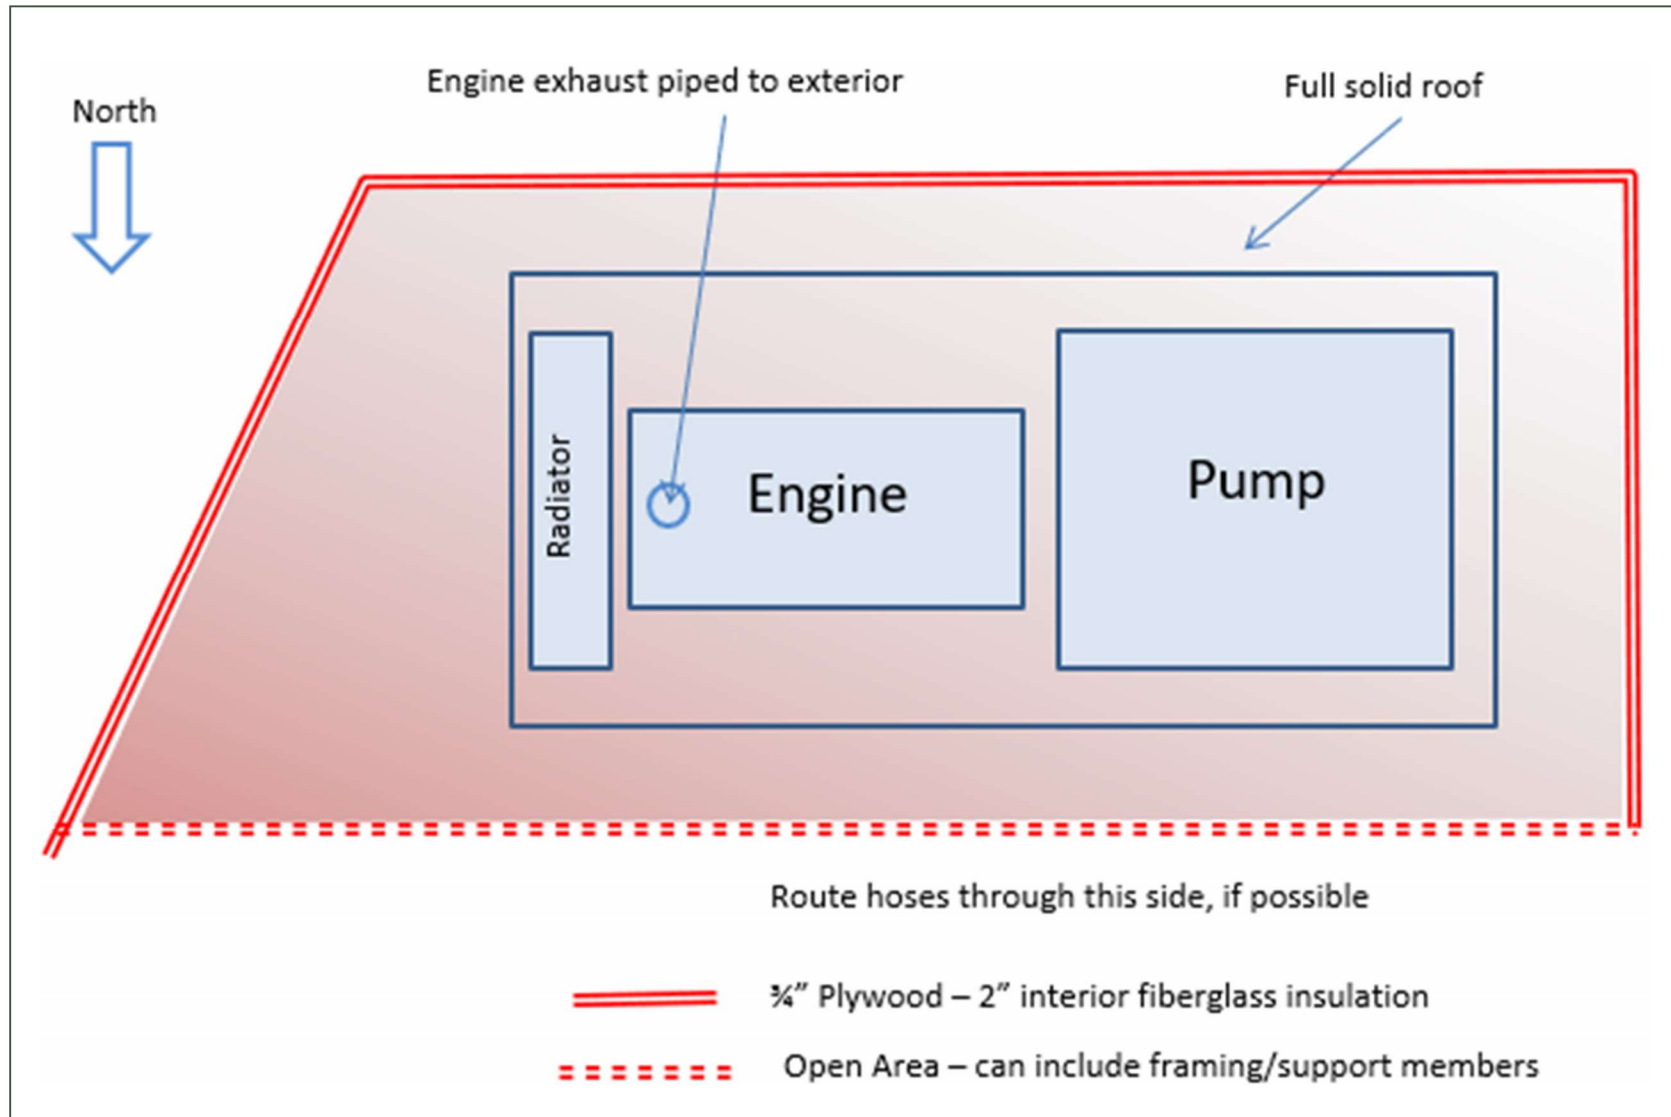 Engine exhaust piped to exterior
Full solid roof
North
Radiator
Engine
Pump
Route hoses through this side, if possible
¾” Plywood – 2” interior fiberglass insulation
Open Area – can include framing/support members